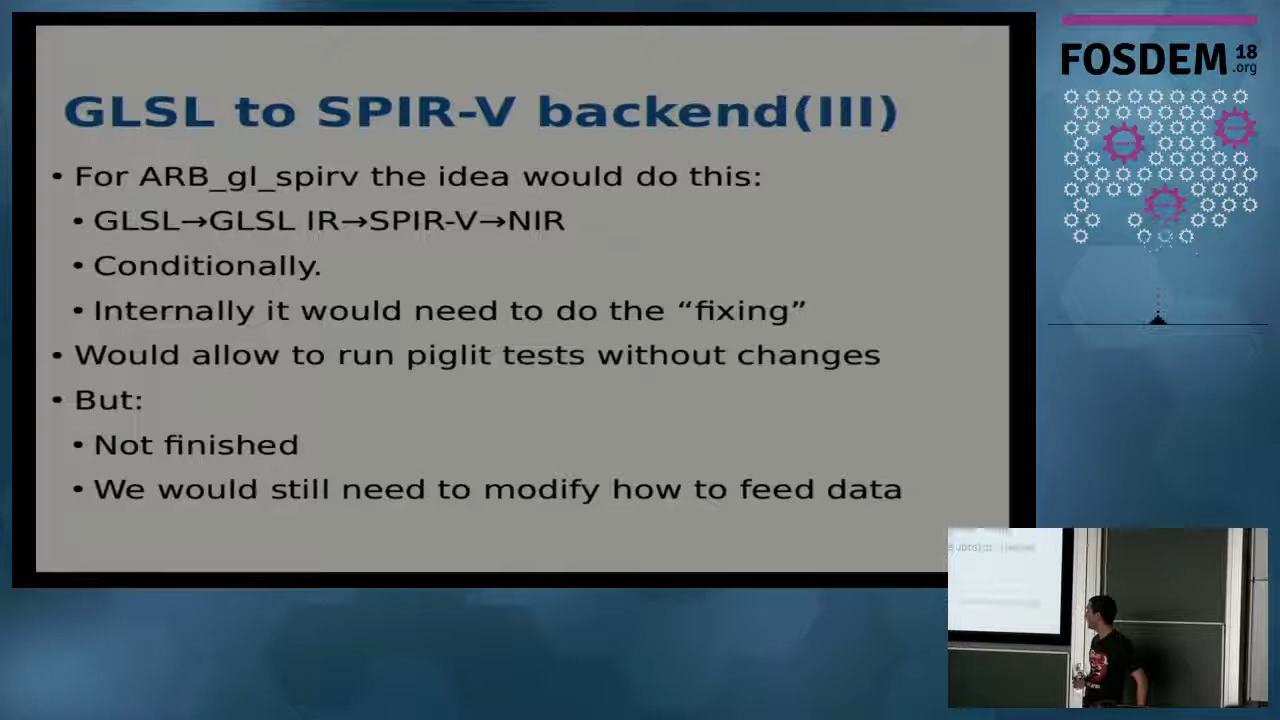 GLSL to SPIR-V backend(III)
• For ARB_gl_spirv the idea would do this:
• GLSL→GLSL IR→SPIR-V→NIR
• Conditionally.
• Internally it would need to do the “fixing”
• Would allow to run piglit tests without changes
• But:
• Not finished
• We would still need to modify how to feed data
FOSDEM 18
.org